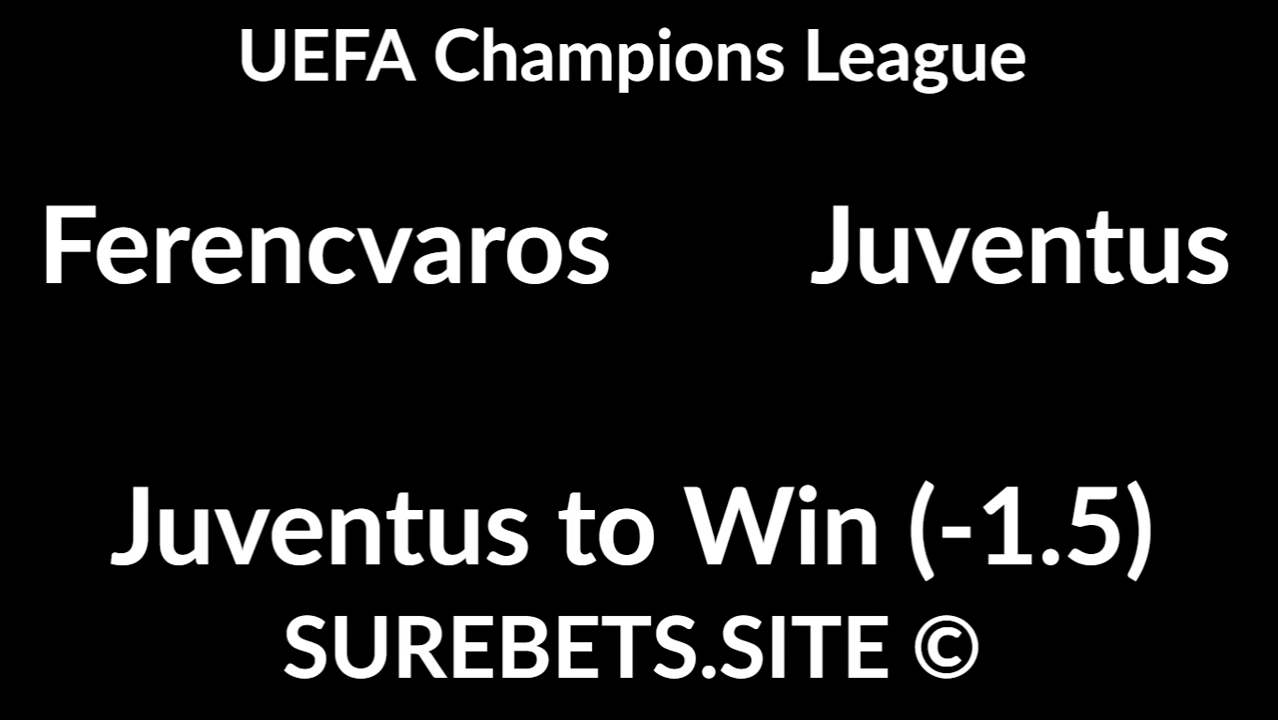 UEFA Champions League
Ferencvaros Juventus
Juventus to Win (-1.5)
SUREBETS.SITE ©